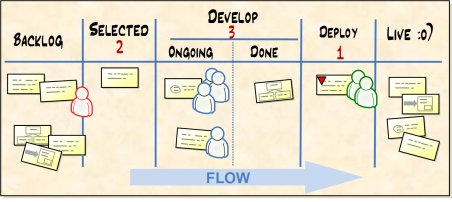 Backlog
Selected
2
Develop
3
Ongoing
Done
Deploy
1
Live :o)
FLOW